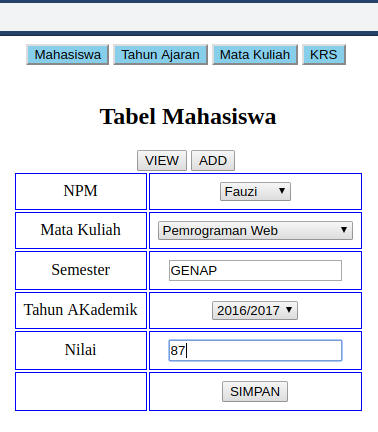 Mahasiswa Tahun Ajaran Mata Kuliah KRS
Tabel Mahasiswa
VIEW ADD
NPM Fauzi
Mata Kuliah Pemrograman Web
Semester GENAP
Tahun AKademik 2016/2017
Nilai 87
SIMPAN